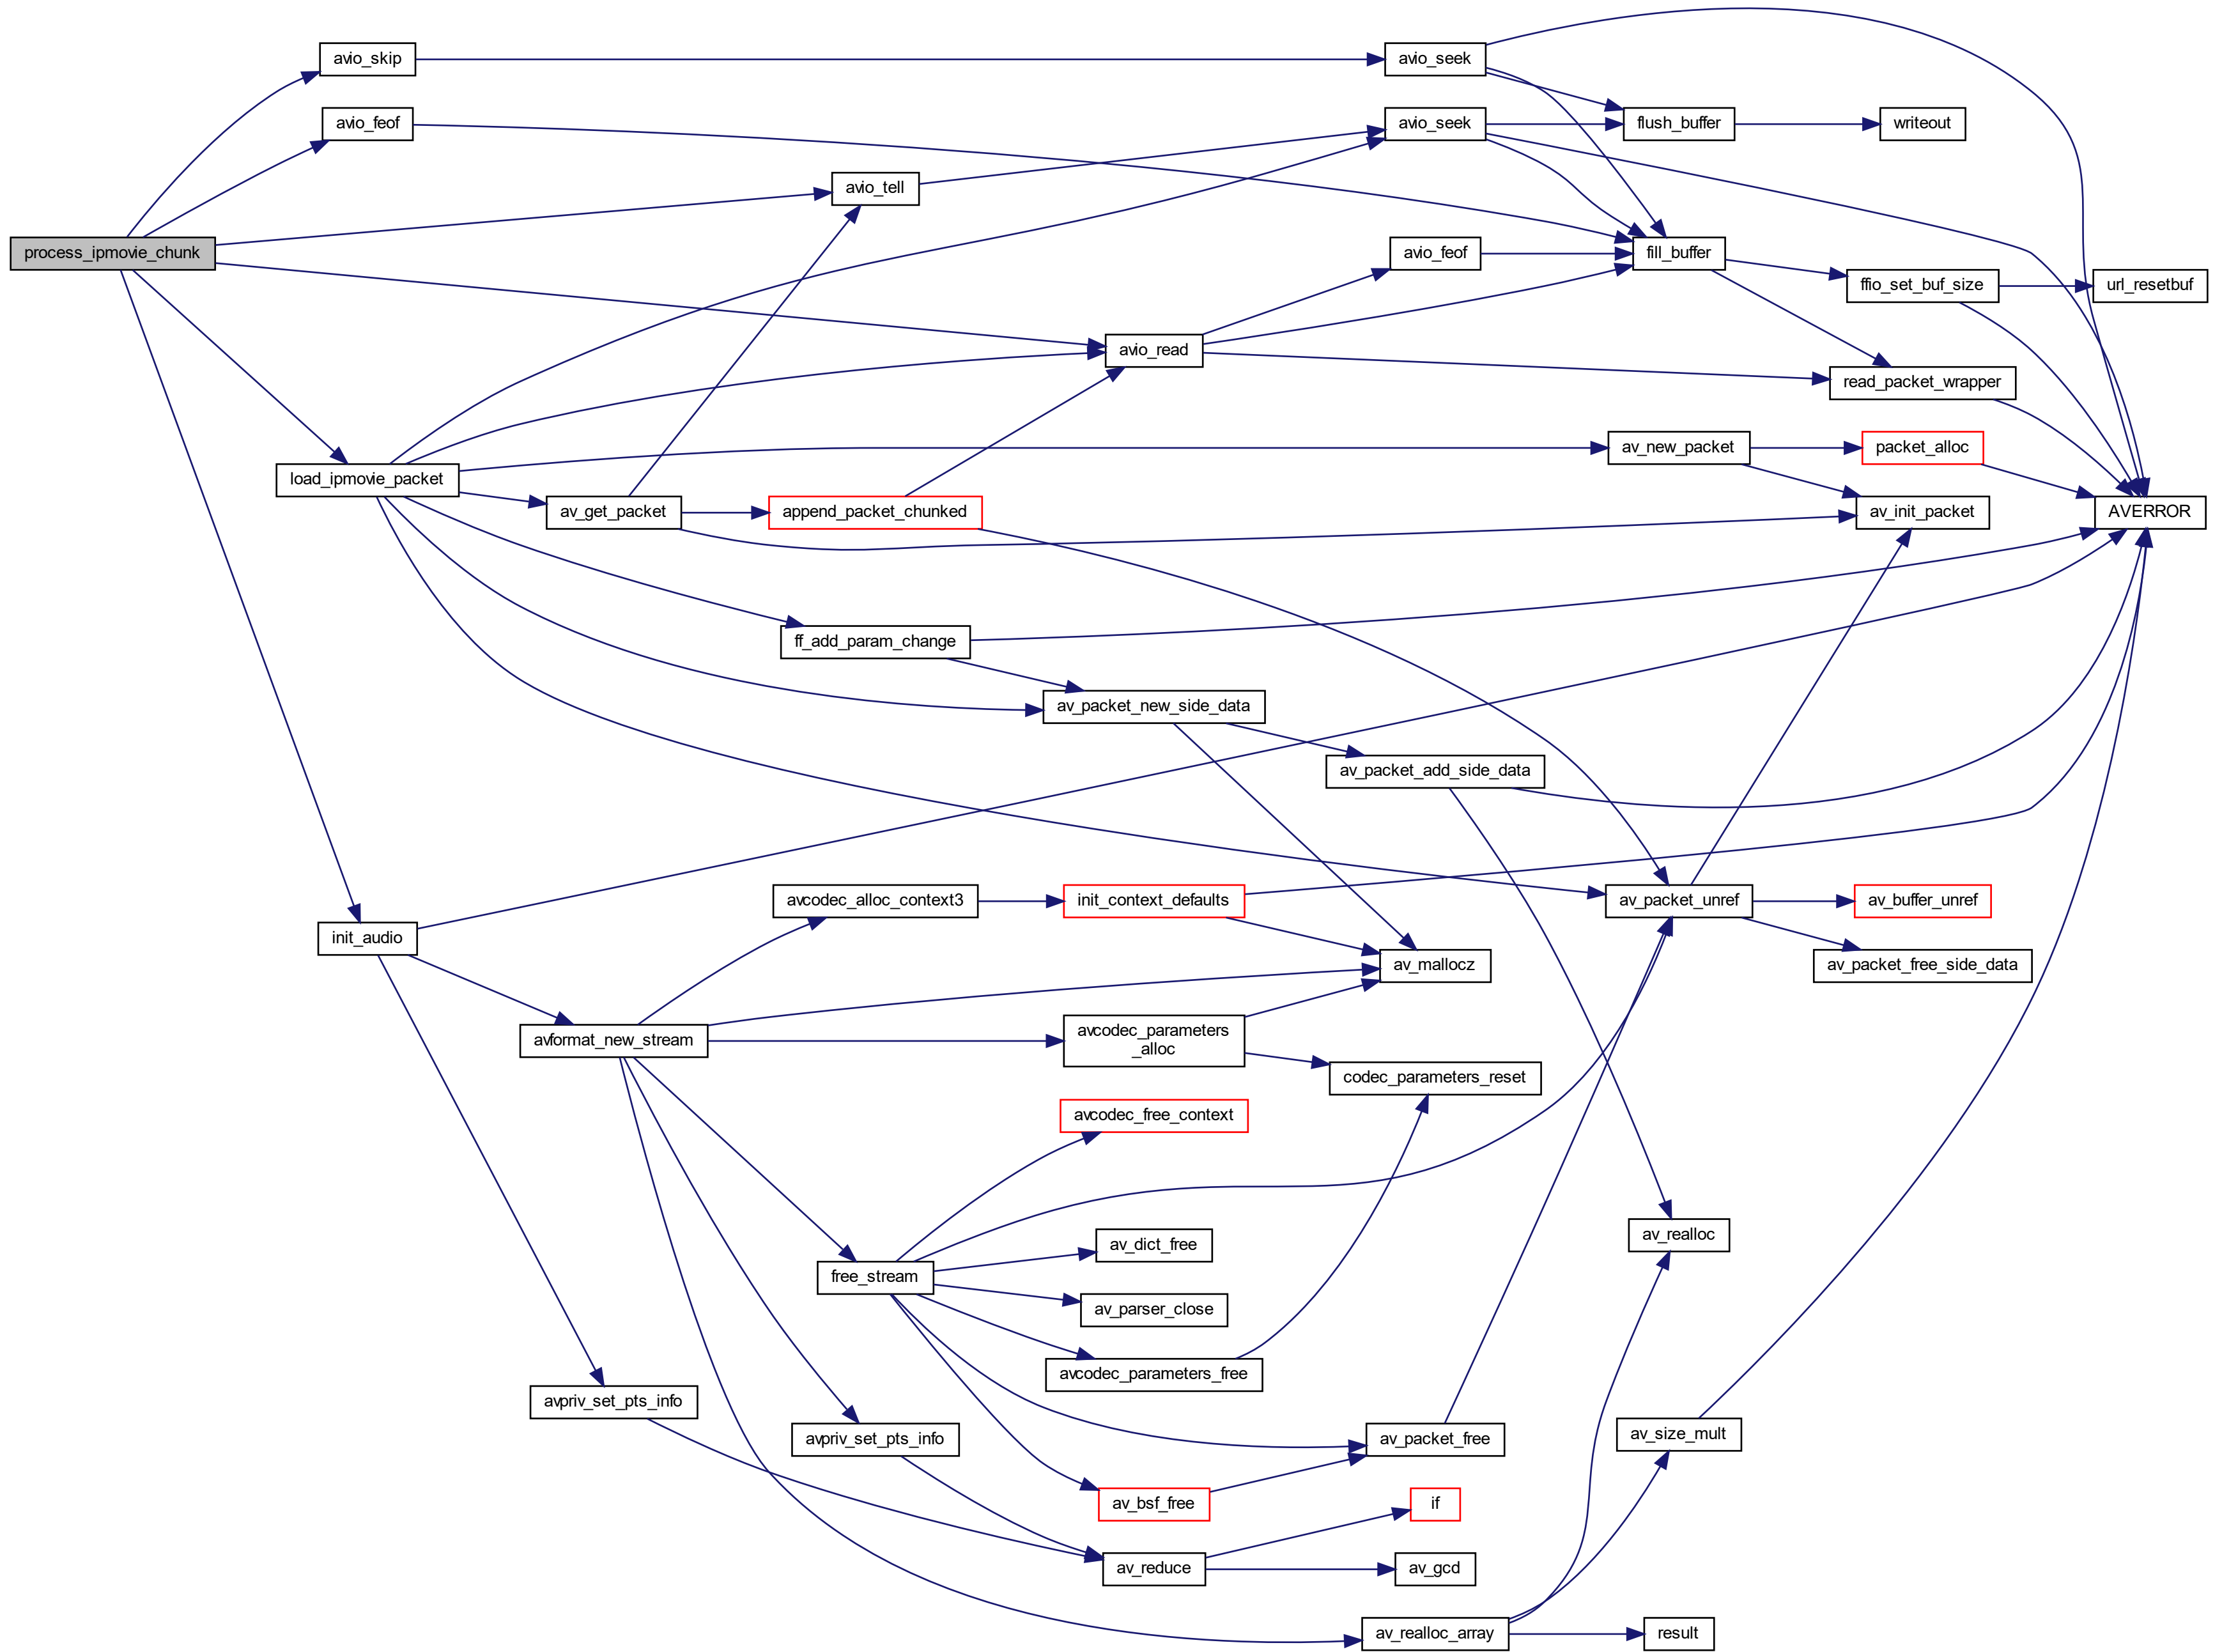 avio_skip
avio_seek
avio_feof
avio_seek
flush_buffer
writeout
avio_tell
process_ipmovie_chunk
avio_feof
fill_buffer
ffio_set_buf_size
url_resetbuf
avio_read
read_packet_wrapper
load_ipmovie_packet
av_new_packet
packet_alloc
av_get_packet
append_packet_chunked
av_init_packet
AVERROR
ff_add_param_change
av_packet_new_side_data
av_packet_add_side_data
avcodec_alloc_context3
init_context_defaults
av_packet_unref
av_buffer_unref
init_audio
av_mallocz
av_packet_free_side_data
avformat_new_stream
avcodec_parameters
_alloc
codec_parameters_reset
avcodec_free_context
av_dict_free
av_realloc
free_stream
av_parser_close
avcodec_parameters_free
avpriv_set_pts_info
avpriv_set_pts_info
av_packet_free
av_size_mult
av_bsf_free
if
av_reduce
av_gcd
av_realloc_array
result